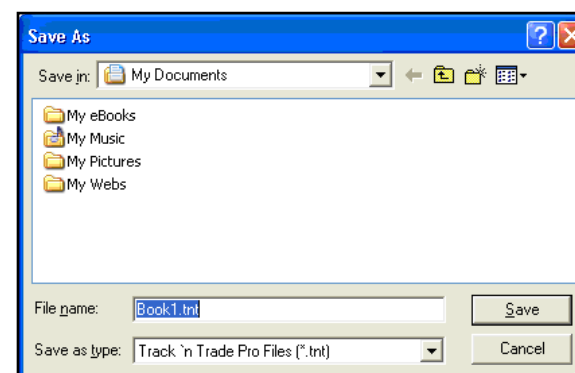 Save As
Save in: My Documents
My eBooks
My Music
My Pictures
My Webs
File name: Book1.tnt Save
Save as type: Track `n Trade Pro Files (*.tnt) Cancel